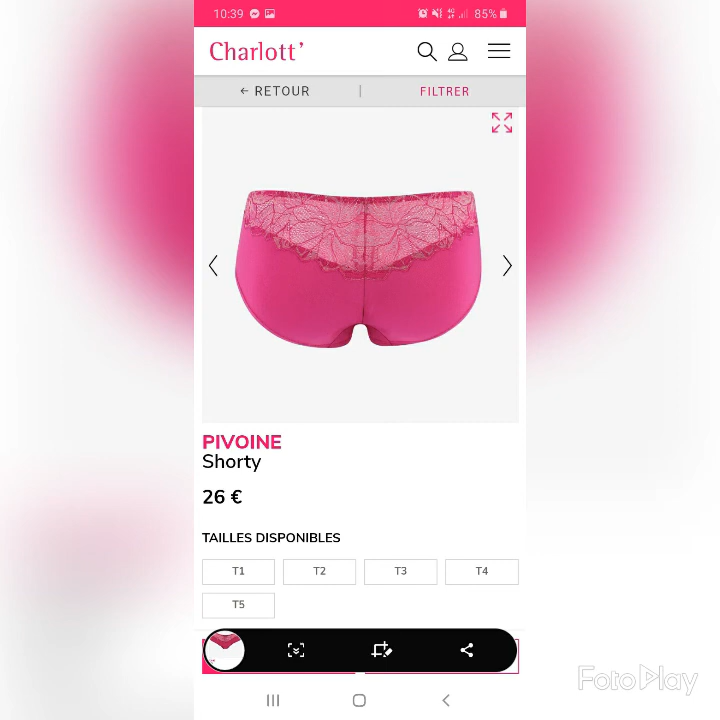 10:39 85%
Charlott’
← RETOUR | FILTRER
PIVOINE
Shorty
26 €
TAILLES DISPONIBLES
T1 T2 T3 T4
T5
FotoPlay